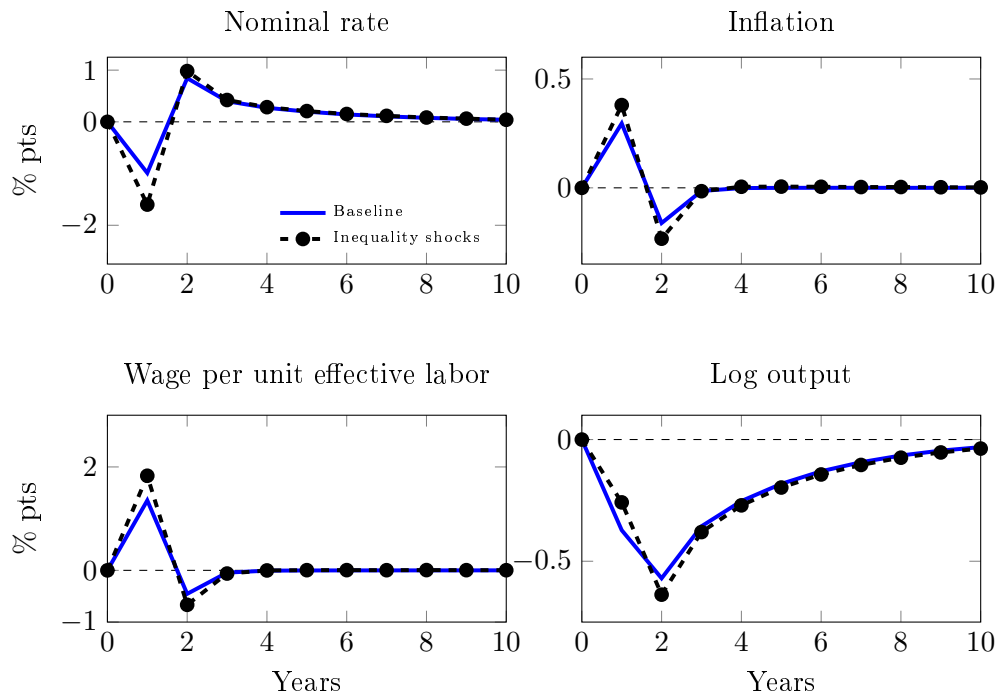 Nominal rate
Inflation
1
0
−2
% pts
Baseline
Inequality shocks
0 2 4 6 8 10
0.5
0
0 2 4 6 8 10
Wage per unit effective labor
Log output
2
0
−1
% pts
0 2 4 6 8 10
Years
0
−0.5
0 2 4 6 8 10
Years